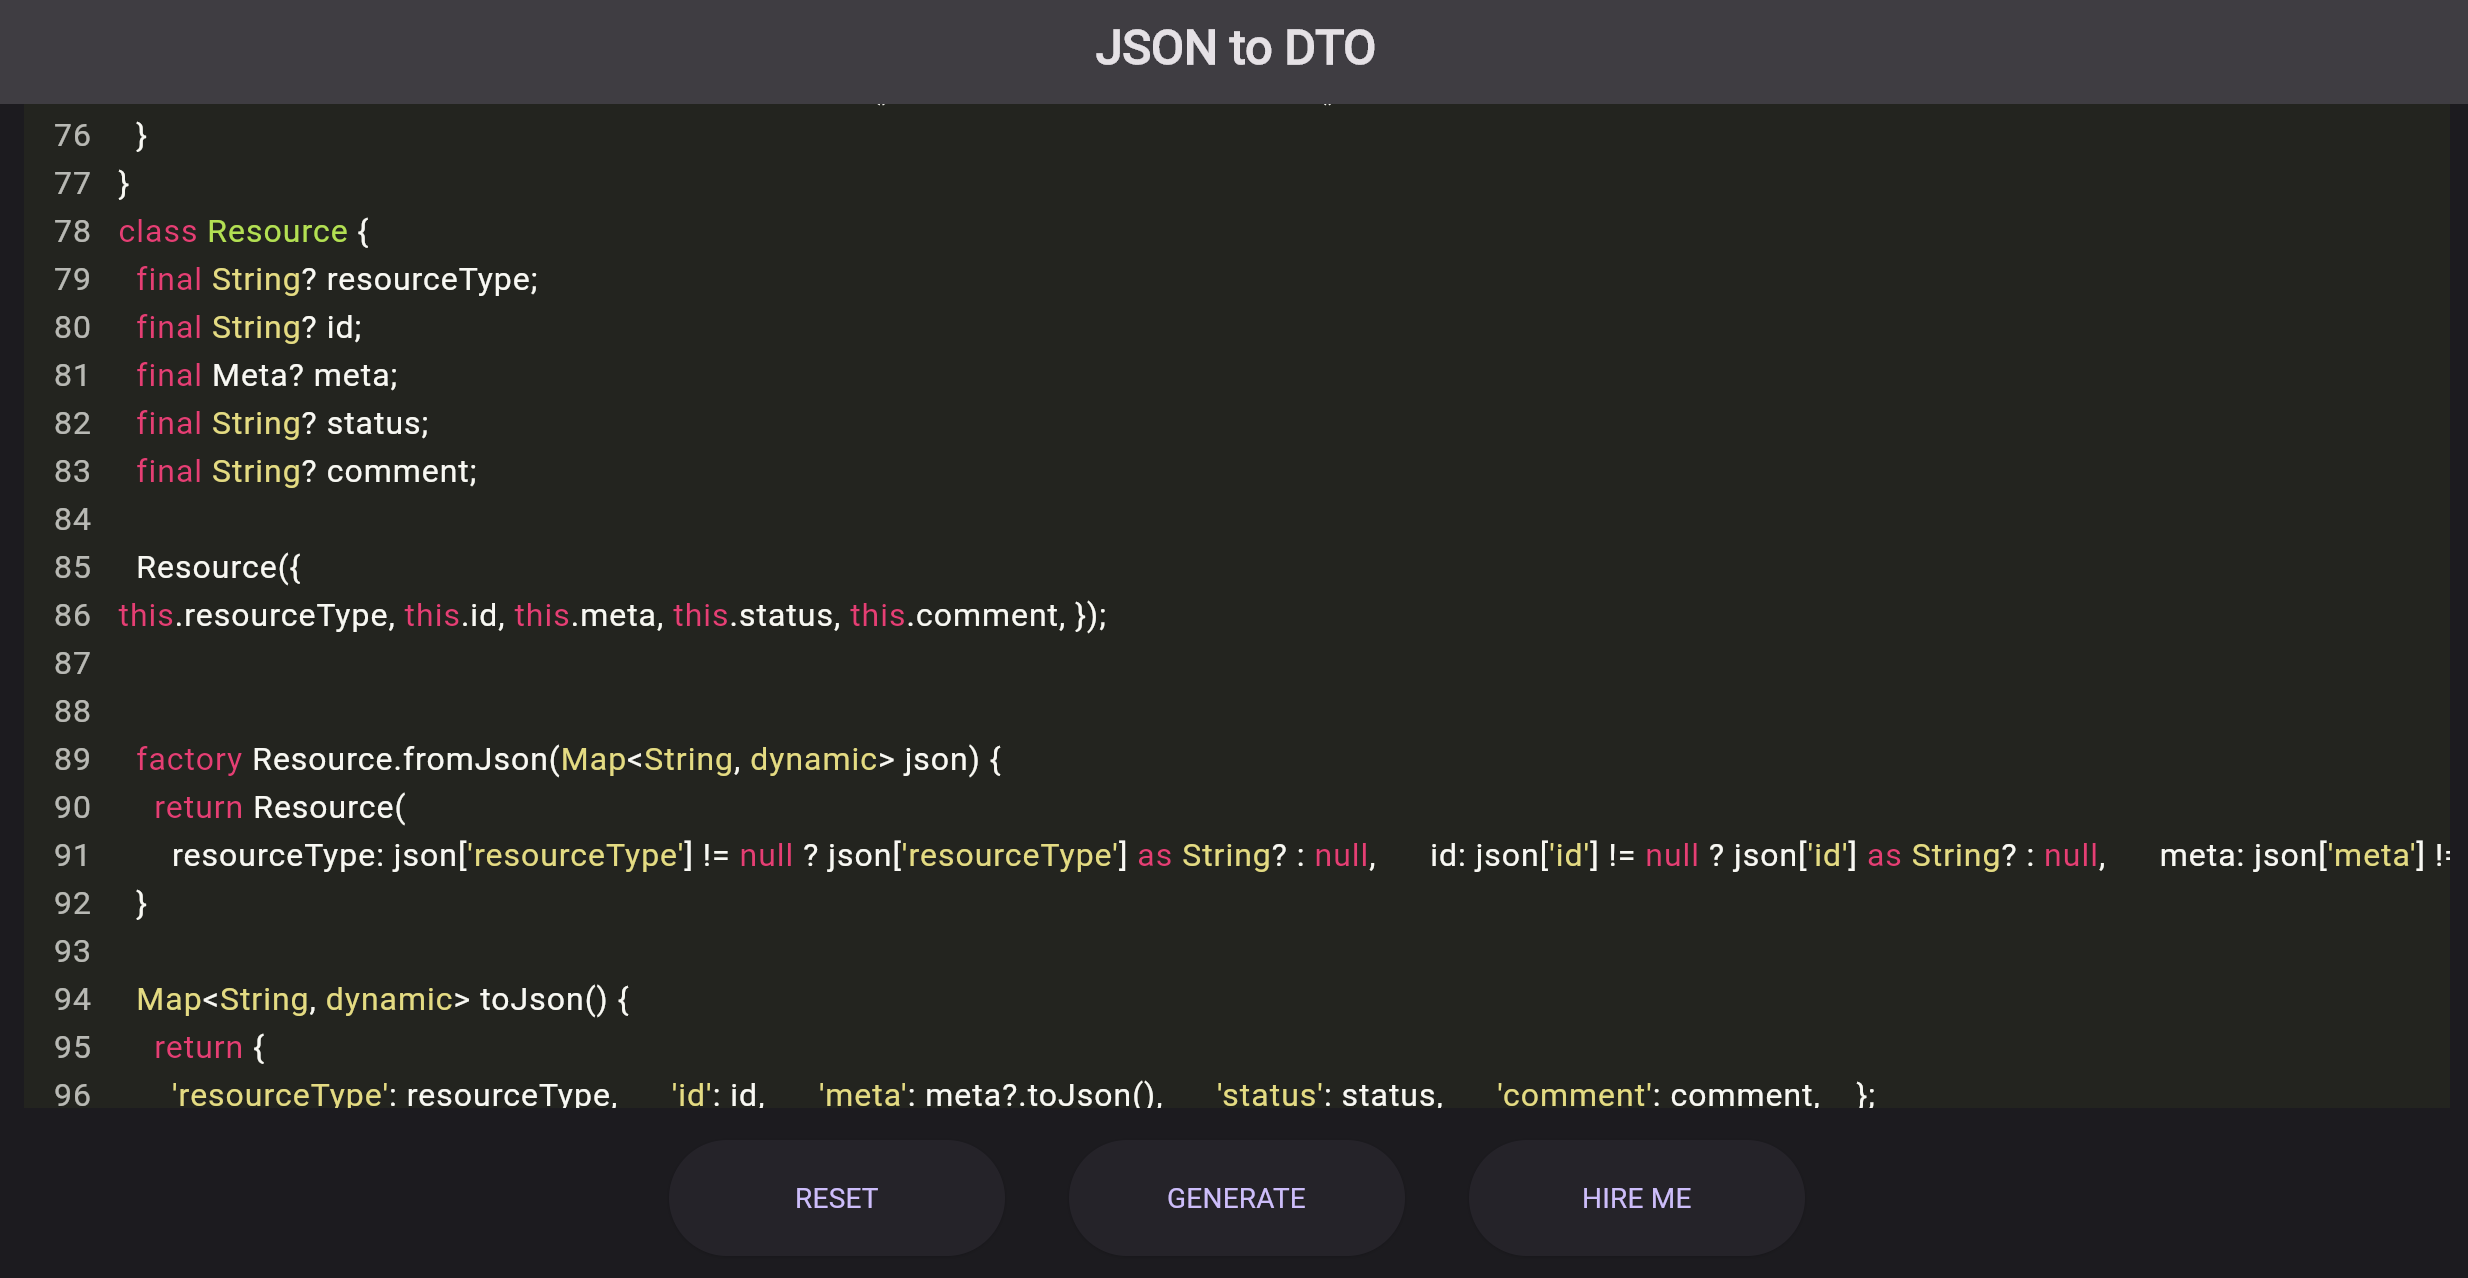 JSON to DTO
76 }
77 }
78 class Resource {
79 final String? resourceType;
80 final String? id;
81 final Meta? meta;
82 final String? status;
83 final String? comment;
84
85 Resource({
86 this.resourceType, this.id, this.meta, this.status, this.comment, });
87
88
89 factory Resource.fromJson(Map<String, dynamic> json) {
90 return Resource(
91 resourceType: json['resourceType'] != null ? json['resourceType'] as String? : null, id: json['id'] != null ? json['id'] as String? : null, meta: json['meta'] !=
92 }
93
94 Map<String, dynamic> toJson() {
95 return {
96 'resourceType': resourceType, 'id': id, 'meta': meta?.toJson(), 'status': status, 'comment': comment, };
RESET
GENERATE
HIRE ME